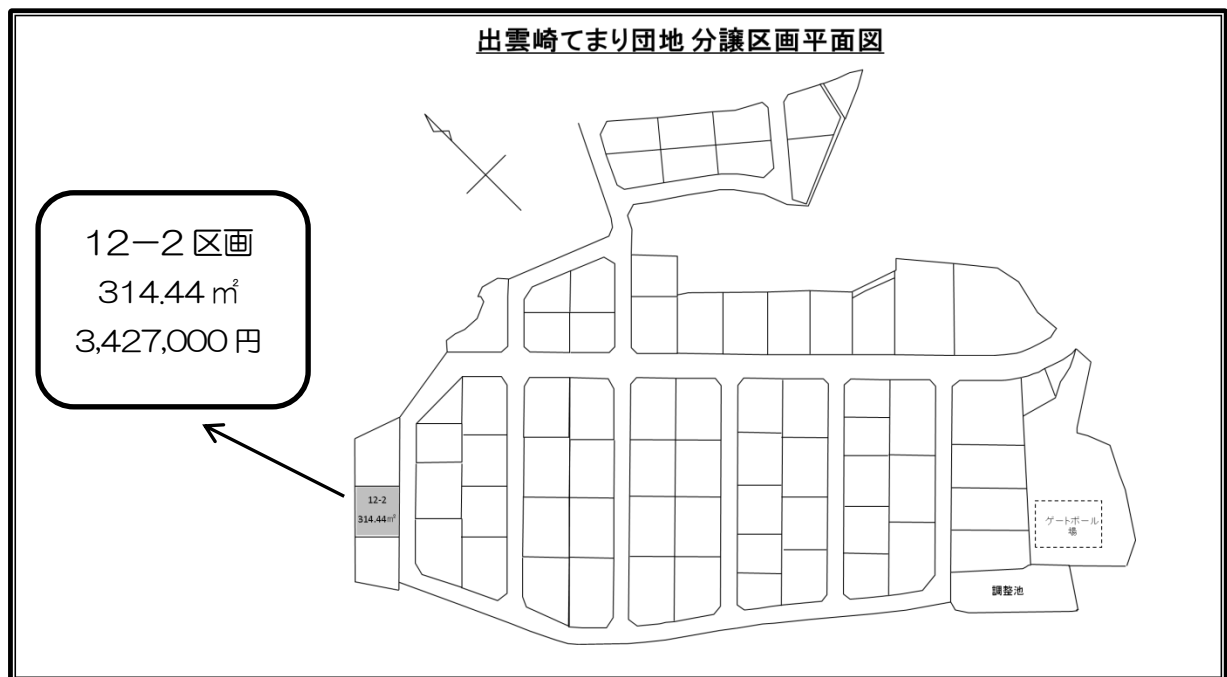 出雲崎てまり団地 分譲区画平面図
12－2 区画
314.44 ㎡
3,427,000 円
12-2
314.44㎡
ゲートボール
場
調整池